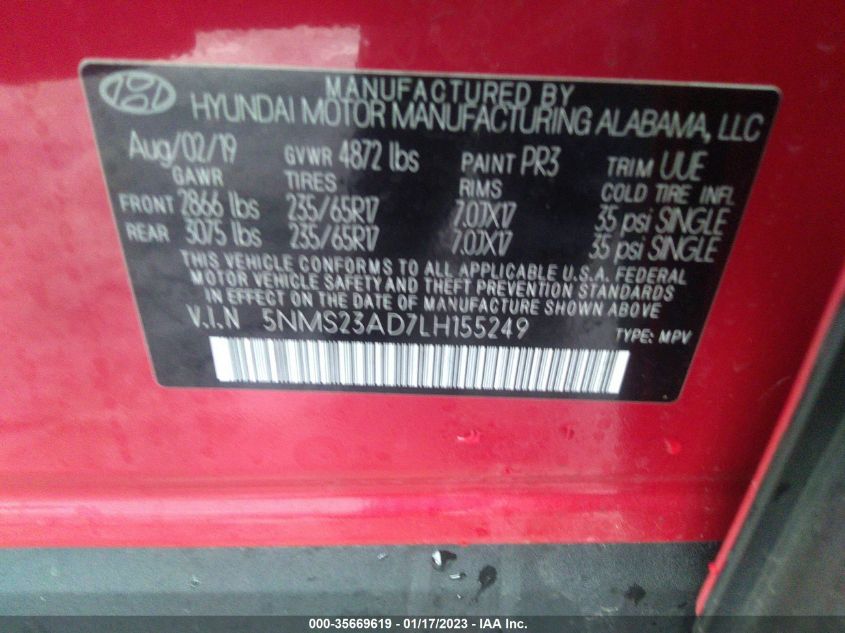 MANUFACTURED BY
HYUNDAI MOTOR MANUFACTURING ALABAMA, LLC
Aug/02/19 GVWR 4872 lbs PAINT PR3 TRIM UUE
GAWR TIRES RIMS COLD TIRE INFL
FRONT 2866 lbs 235/65R17 7.0JX17 35 psi SINGLE
REAR 3075 lbs 235/65R17 7.0JX17 35 psi SINGLE
THIS VEHICLE CONFORMS TO ALL APPLICABLE U.S.A. FEDERAL
MOTOR VEHICLE SAFETY AND THEFT PREVENTION STANDARDS
IN EFFECT ON THE DATE OF MANUFACTURE SHOWN ABOVE
V.I.N 5NMS23AD7LH155249 TYPE: MPV
000-35669619 - 01/17/2023 - IAA Inc.